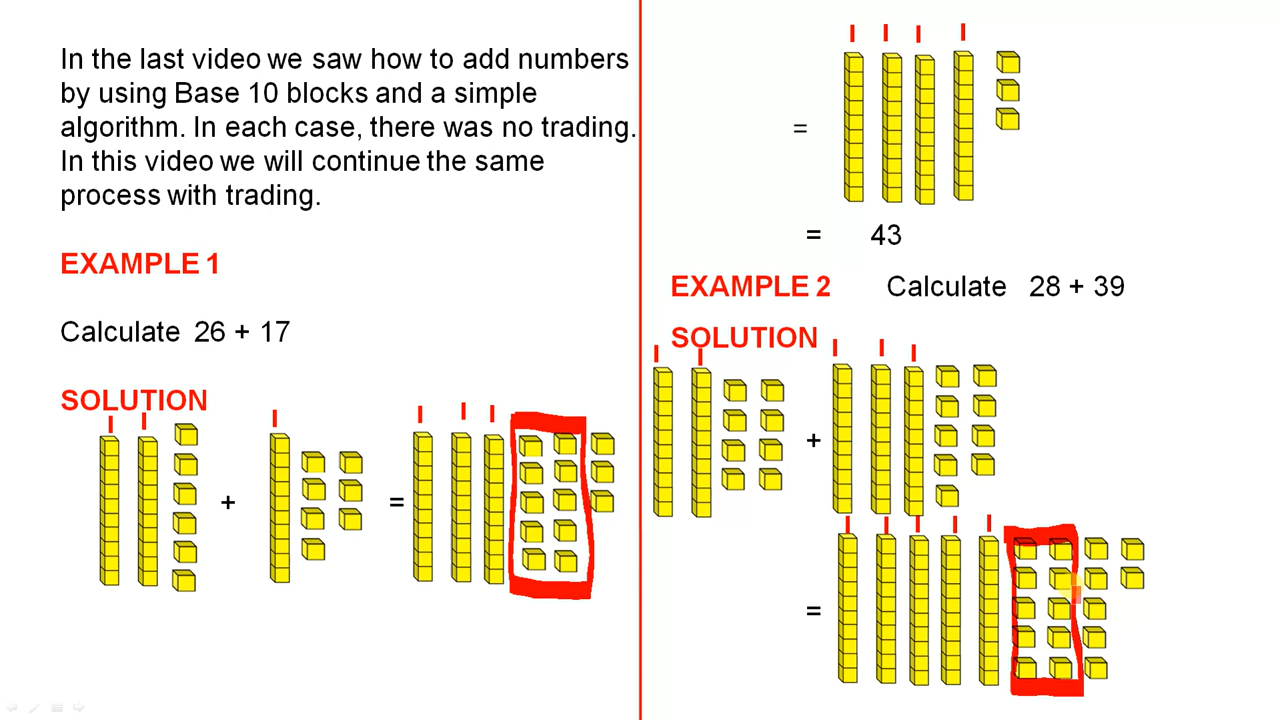 In the last video we saw how to add numbers
by using Base 10 blocks and a simple
algorithm. In each case, there was no trading.
In this video we will continue the same
process with trading.
EXAMPLE 1
Calculate 26 + 17
SOLUTION
+ =
=
= 43
EXAMPLE 2 Calculate 28 + 39
SOLUTION
+
=